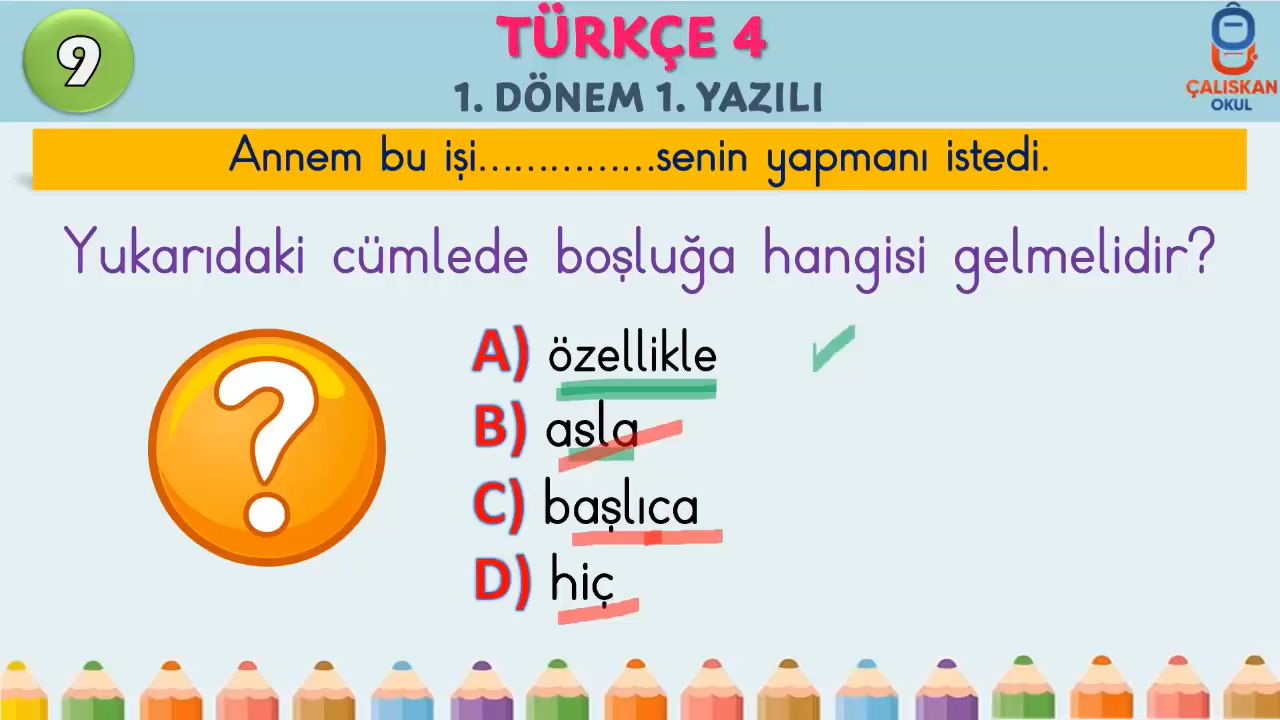 9
TÜRKÇE 4
1. DÖNEM 1. YAZILI
ÇALISKAN
OKUL
Annem bu işi...............senin yapmanı istedi.
Yukarıdaki cümlede boşluğa hangisi gelmelidir?
A) özellikle
B) asla
C) başlıca
D) hiç